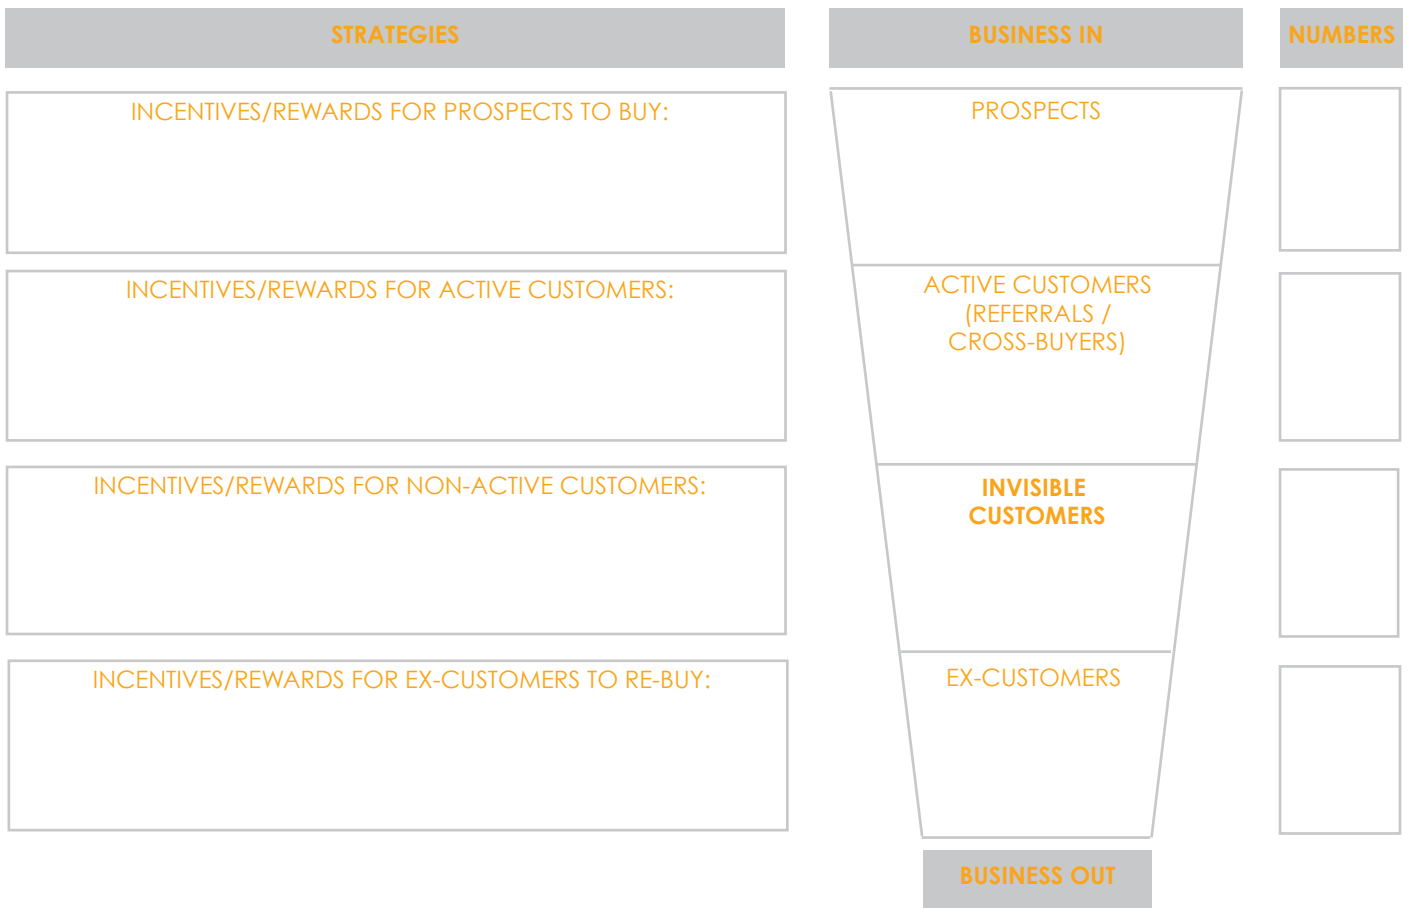 STRATEGIES
BUSINESS IN
NUMBERS
INCENTIVES/REWARDS FOR PROSPECTS TO BUY:
PROSPECTS
INCENTIVES/REWARDS FOR ACTIVE CUSTOMERS:
ACTIVE CUSTOMERS
(REFERRALS /
CROSS-BUYERS)
INCENTIVES/REWARDS FOR NON-ACTIVE CUSTOMERS:
INVISIBLE
CUSTOMERS
INCENTIVES/REWARDS FOR EX-CUSTOMERS TO RE-BUY:
EX-CUSTOMERS
BUSINESS OUT